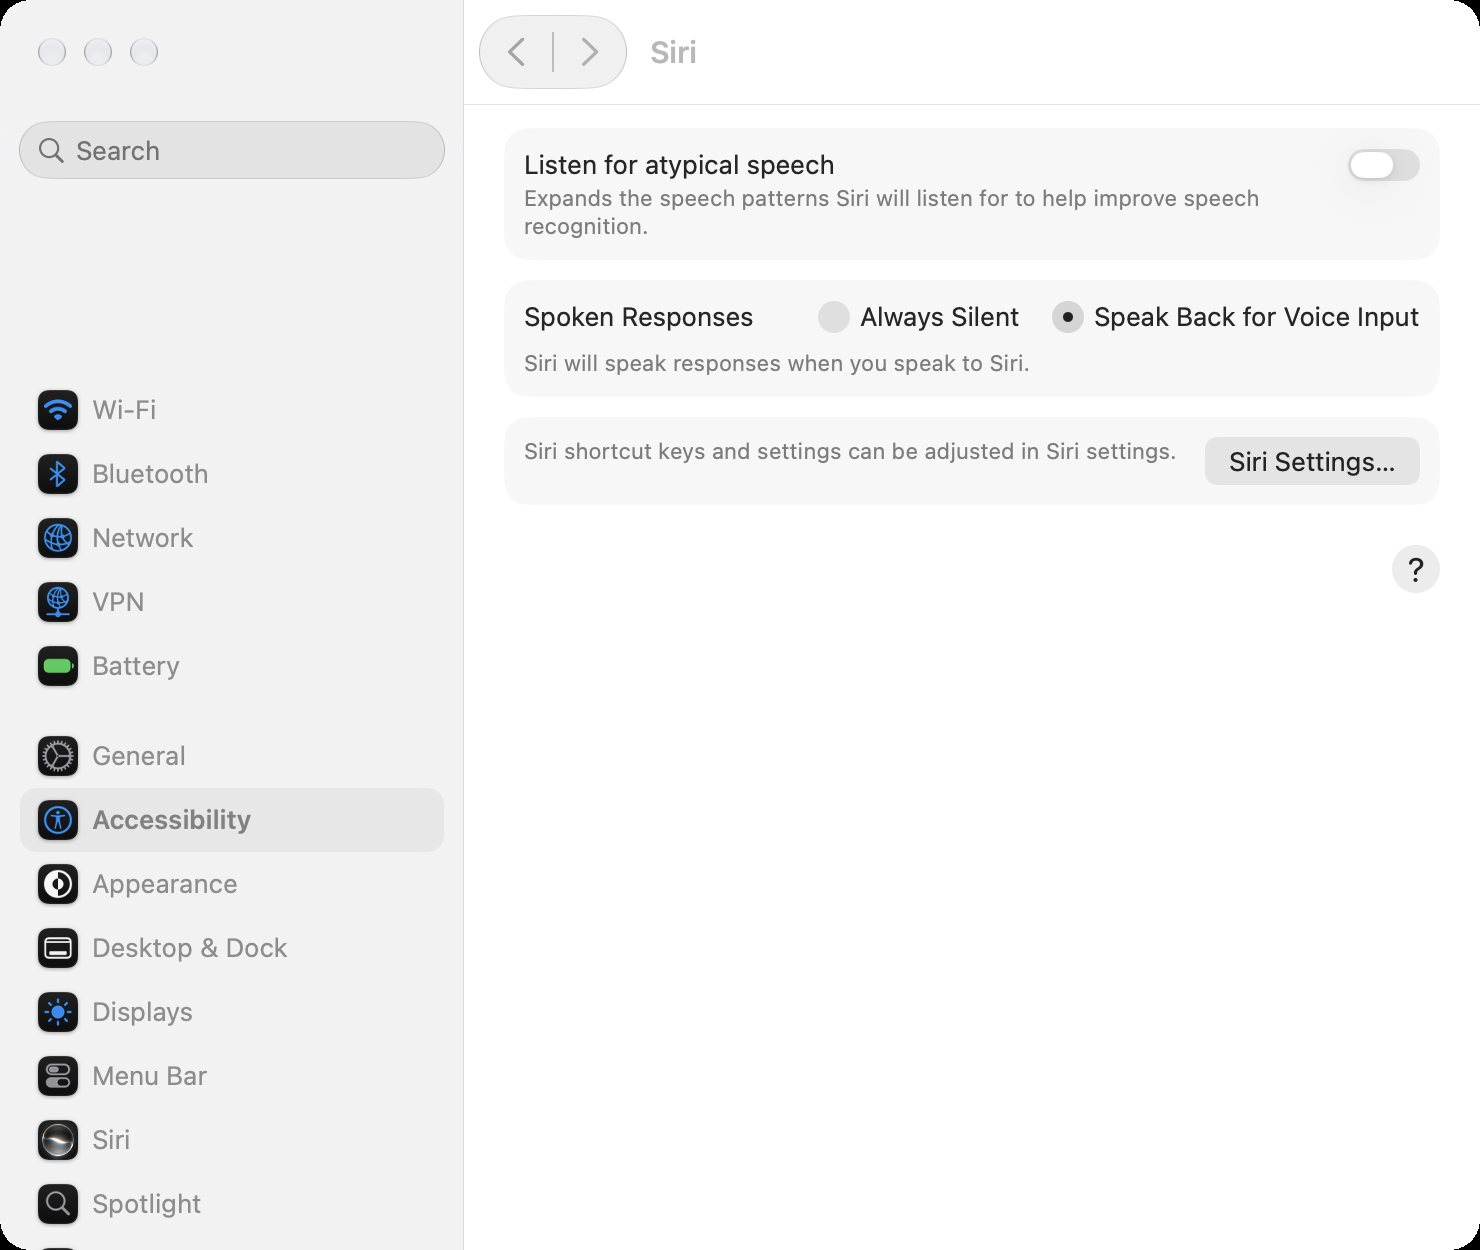 Siri
Search
Wi-Fi
Bluetooth
Network
VPN
Battery
General
Accessibility
Appearance
Desktop & Dock
Displays
Menu Bar
Siri
Spotlight
Listen for atypical speech
Expands the speech patterns Siri will listen for to help improve speech
recognition.
Spoken Responses Always Silent Speak Back for Voice Input
Siri will speak responses when you speak to Siri.
Siri shortcut keys and settings can be adjusted in Siri settings. Siri Settings...
?